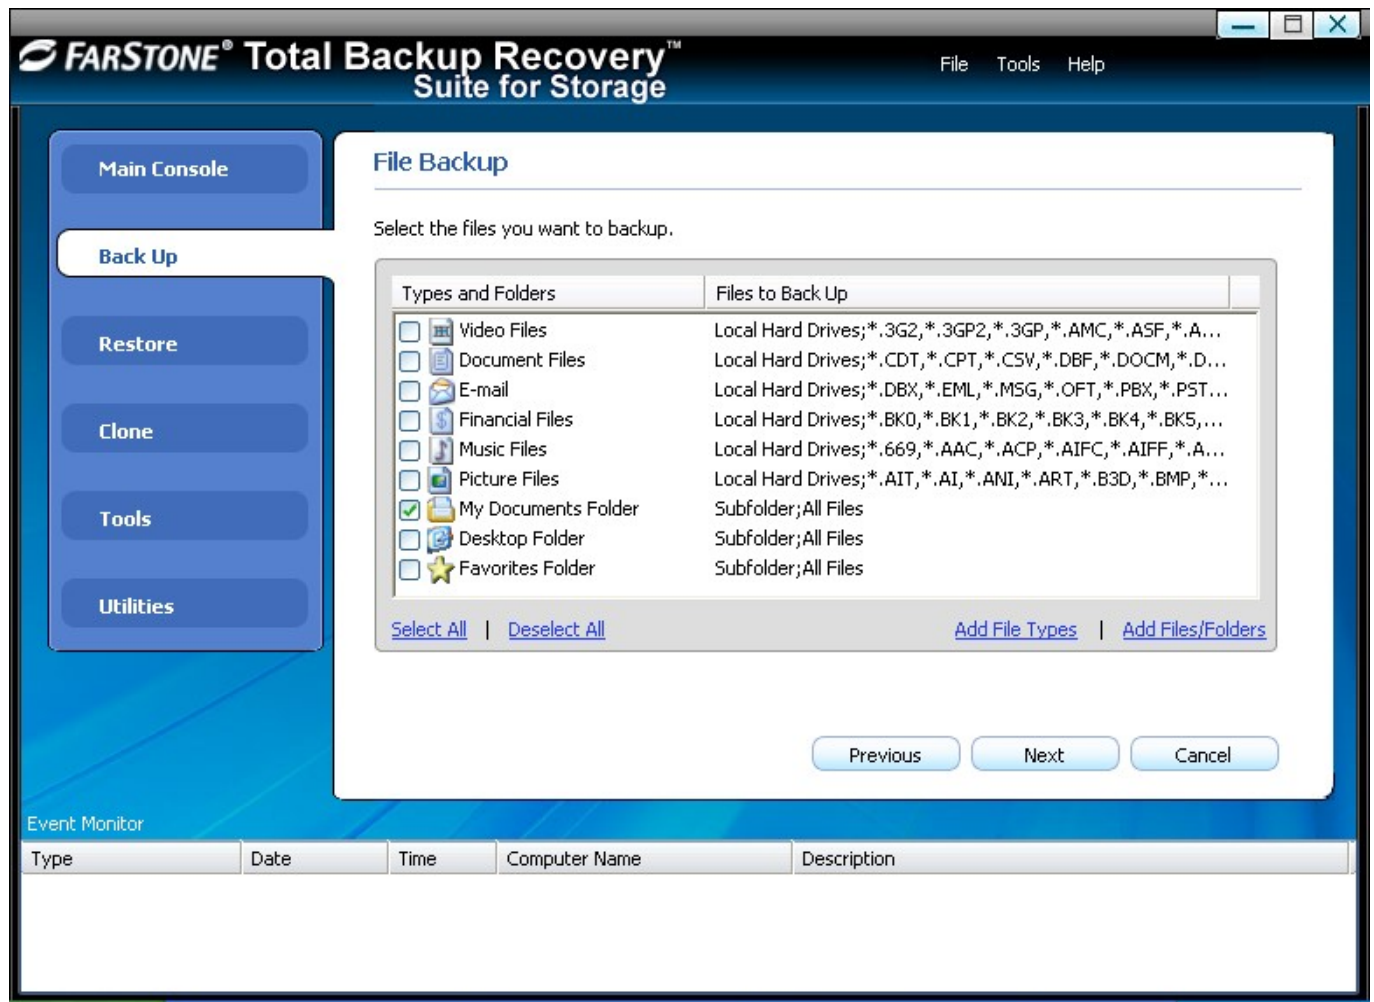 FARSTONE® Total Backup Recovery™
Suite for Storage
File Tools Help
Main Console
Back Up
Restore
Clone
Tools
Utilities
File Backup
Select the files you want to backup.
Types and Folders Files to Back Up
Video Files Local Hard Drives;*.3G2,*.3GP2,*.3GP,*.AMC,*.ASF,*.A...
Document Files Local Hard Drives;*.CDT,*.CPT,*.CSV,*.DBF,*.DOCM,*.D...
E-mail Local Hard Drives;*.DBX,*.EML,*.MSG,*.OFT,*.PBX,*.PST...
Financial Files Local Hard Drives;*.BK0,*.BK1,*.BK2,*.BK3,*.BK4,*.BK5,...
Music Files Local Hard Drives;*.669,*.AAC,*.ACP,*.AIFC,*.AIFF,*.A...
Picture Files Local Hard Drives;*.AIT,*.AI,*.ANI,*.ART,*.B3D,*.BMP,*...
My Documents Folder Subfolder;All Files
Desktop Folder Subfolder;All Files
Favorites Folder Subfolder;All Files
Select All | Deselect All Add File Types | Add Files/Folders
Previous Next Cancel
Event Monitor
Type Date Time Computer Name Description